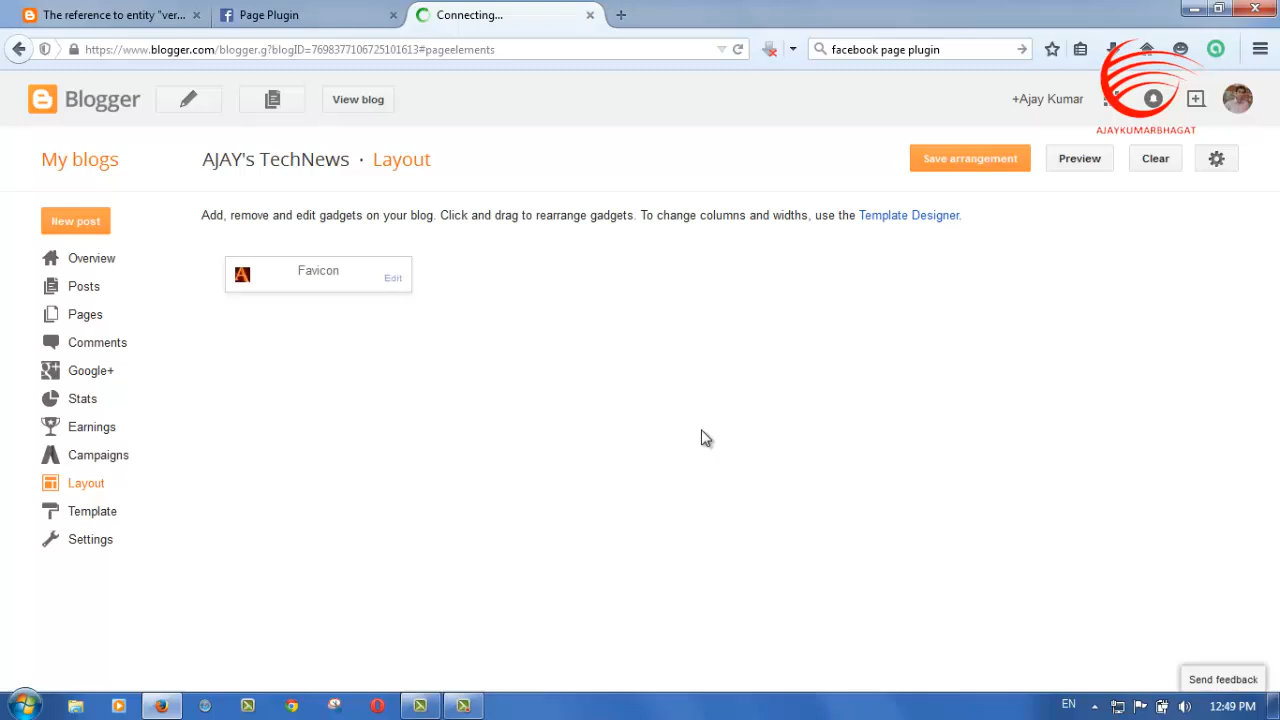 The reference to entity "ver...
Page Plugin
Connecting...
https://www.blogger.com/blogger.g?blogID=7698377106725101613#pageelements
facebook page plugin
Blogger
View blog
+Ajay Kumar
AJAYKUMARBHAGAT
My blogs
AJAY's TechNews · Layout
Save arrangement
Preview
Clear
New post
Add, remove and edit gadgets on your blog. Click and drag to rearrange gadgets. To change columns and widths, use the Template Designer.
Overview
Favicon
Edit
Posts
Pages
Comments
Google+
Stats
Earnings
Campaigns
Layout
Template
Settings
Send feedback
EN
12:49 PM